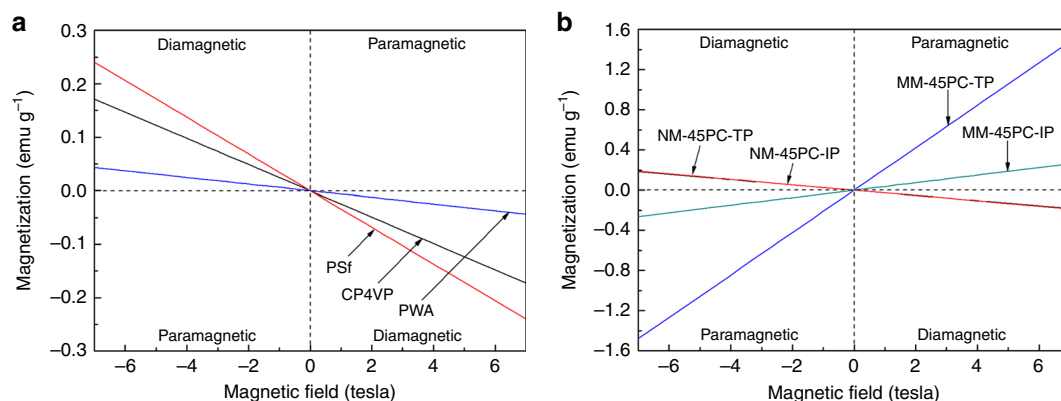 a
Diamagnetic
Paramagnetic
0.3
0.2
0.1
0.0
−0.1
−0.2
−0.3
Magnetization (emu g⁻¹)
PSf
CP4VP
PWA
Paramagnetic
Diamagnetic
−6 −4 −2 0 2 4 6
Magnetic field (tesla)
b
Diamagnetic
Paramagnetic
1.6
1.2
0.8
0.4
0.0
−0.4
−0.8
−1.2
−1.6
Magnetization (emu g⁻¹)
MM-45PC-TP
NM-45PC-TP
NM-45PC-IP
MM-45PC-IP
Paramagnetic
Diamagnetic
−6 −4 −2 0 2 4 6
Magnetic field (tesla)